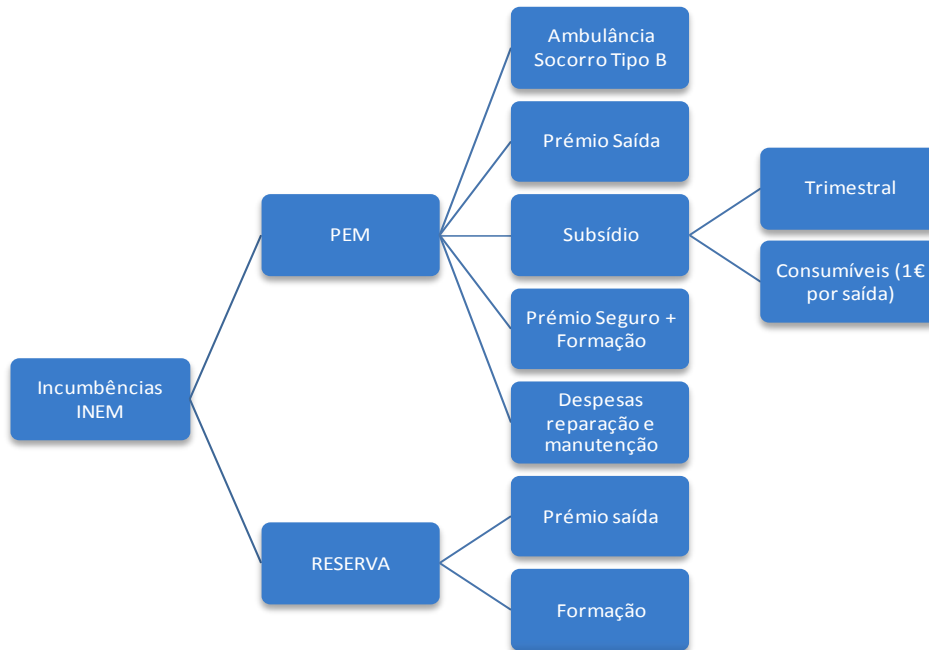 Ambulância
Socorro Tipo B
Prémio Saída
Trimestral
PEM
Subsídio
Consumíveis (1€
por saída)
Prémio Seguro +
Formação
Incumbências
INEM
Despesas
reparação e
manutenção
Prémio saída
RESERVA
Formação